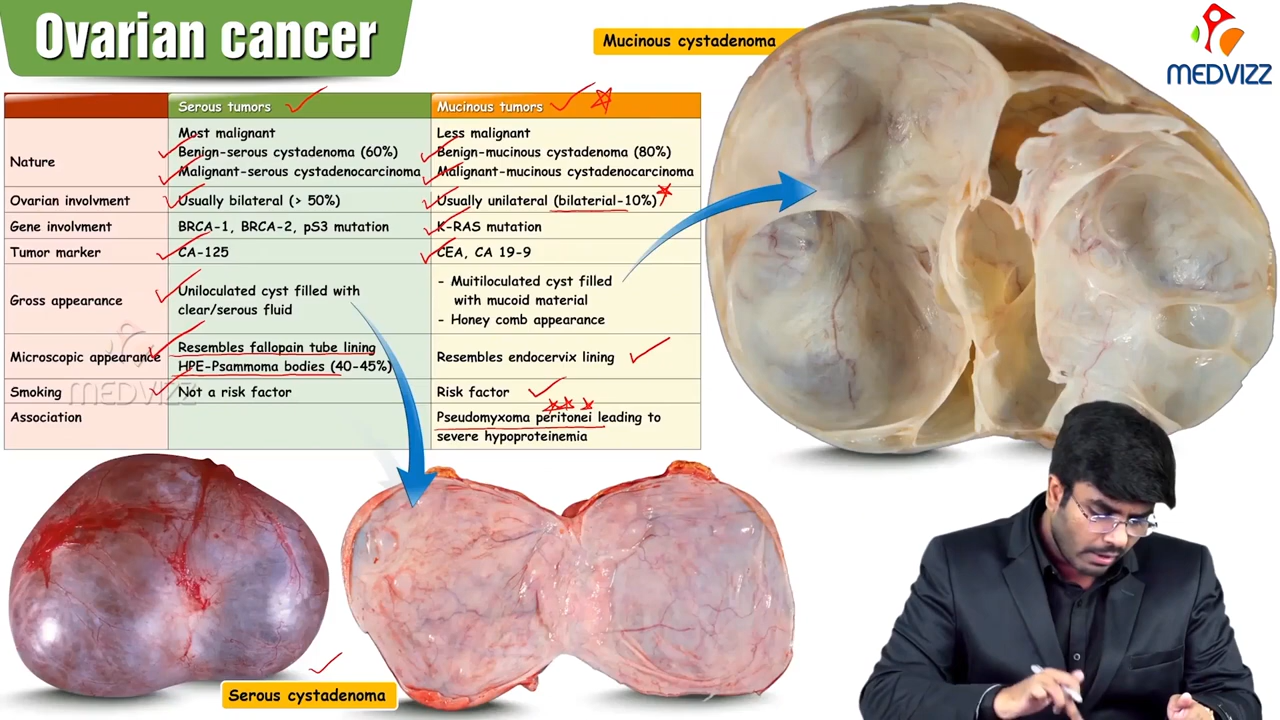 Ovarian cancer
Mucinous cystadenoma
MEDVIZZ
Serous tumors
Mucinous tumors
Nature
Most malignant
Benign-serous cystadenoma (60%)
Malignant-serous cystadenocarcinoma
Less malignant
Benign-mucinous cystadenoma (80%)
Malignant-mucinous cystadenocarcinoma
Ovarian involvment
Usually bilateral (> 50%)
Usually unilateral (bilaterial-10%)
Gene involvment
BRCA-1, BRCA-2, pS3 mutation
K-RAS mutation
Tumor marker
CA-125
CEA, CA 19-9
Gross appearance
Uniloculated cyst filled with
clear/serous fluid
- Muitiloculated cyst filled
with mucoid material
- Honey comb appearance
Microscopic appearance
Resembles fallopain tube lining
HPE-Psammoma bodies (40-45%)
Resembles endocervix lining
Smoking
Not a risk factor
Risk factor
Association
Pseudomyxoma peritonei leading to
severe hypoproteinemia
MEDVIZZ
Serous cystadenoma